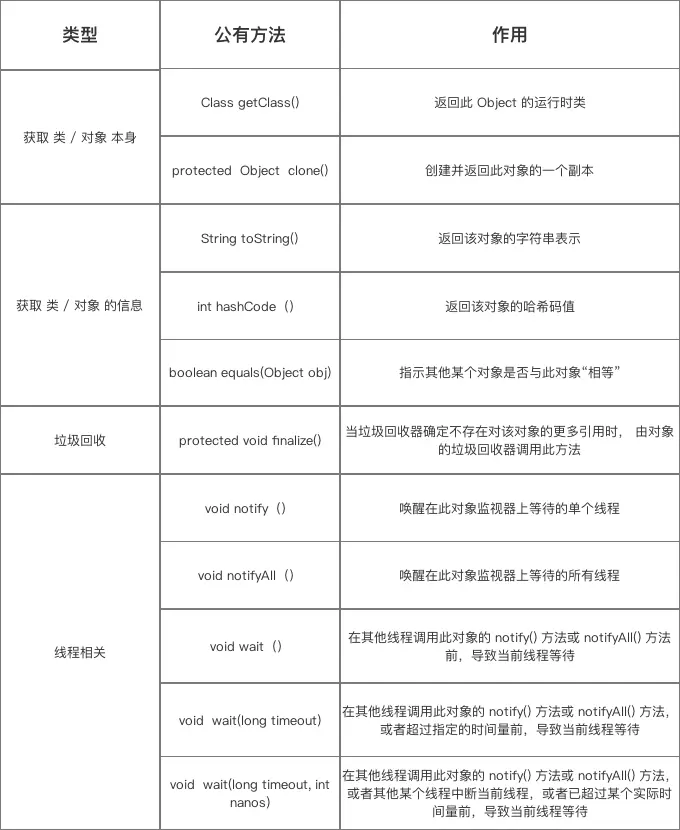 类型
公有方法
作用
获取 类 / 对象 本身
Class getClass()
返回此 Object 的运行时类
protected Object clone()
创建并返回此对象的一个副本
获取 类 / 对象 的信息
String toString()
返回该对象的字符串表示
int hashCode（）
返回该对象的哈希码值
boolean equals(Object obj)
指示其他某个对象是否与此对象“相等”
垃圾回收
protected void finalize()
当垃圾回收器确定不存在对该对象的更多引用时， 由对象
的垃圾回收器调用此方法
线程相关
void notify（）
唤醒在此对象监视器上等待的单个线程
void notifyAll（）
唤醒在此对象监视器上等待的所有线程
void wait（）
在其他线程调用此对象的 notify() 方法或 notifyAll() 方法
前，导致当前线程等待
void wait(long timeout)
在其他线程调用此对象的 notify() 方法或 notifyAll() 方法，
或者超过指定的时间量前，导致当前线程等待
void wait(long timeout, int
nanos)
在其他线程调用此对象的 notify() 方法或 notifyAll() 方法，
或者其他某个线程中断当前线程，或者已超过某个实际时
间量前，导致当前线程等待